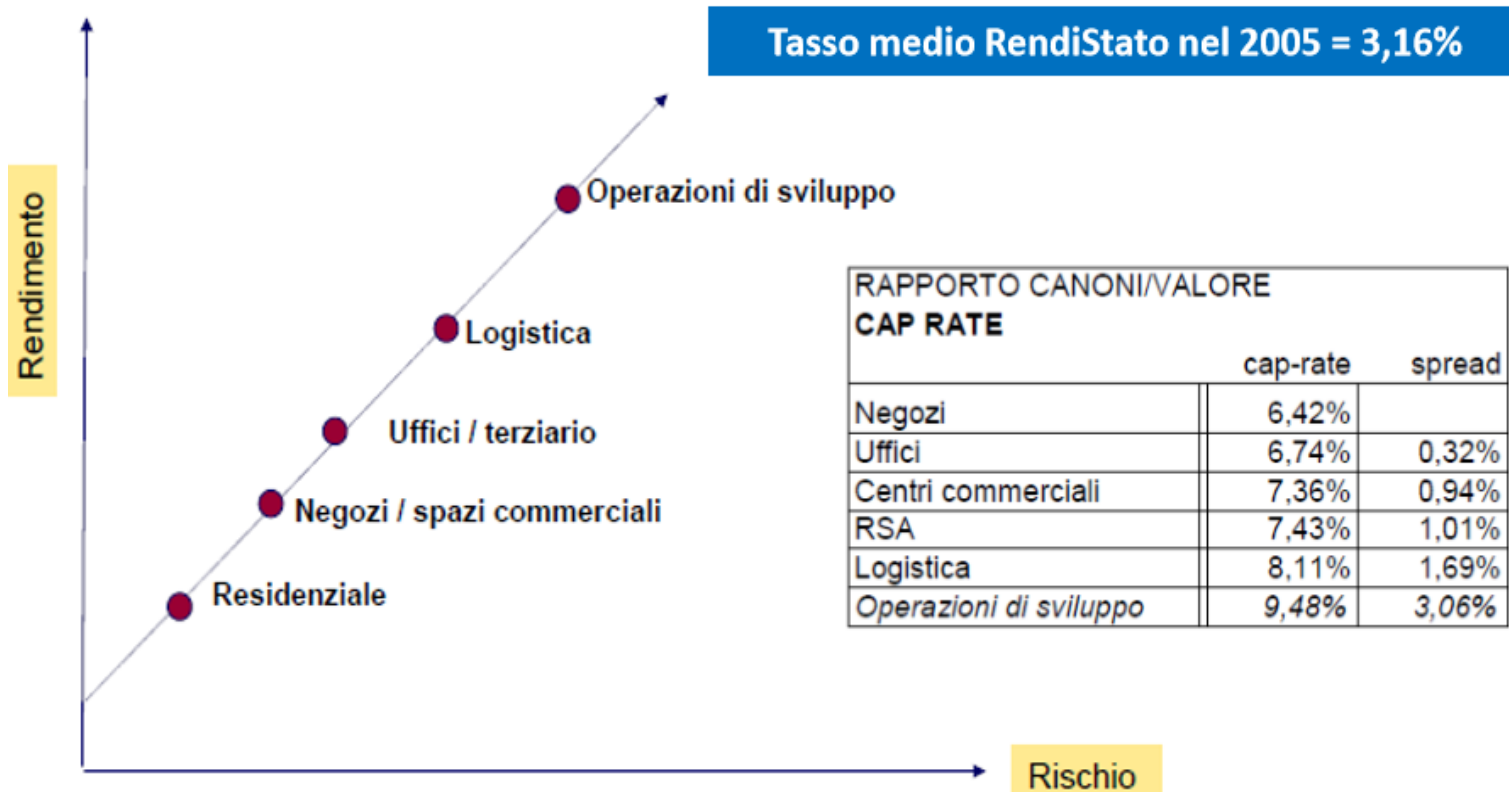 Tasso medio RendiStato nel 2005 = 3,16%
Rendimento
Operazioni di sviluppo
Logistica
Uffici / terziario
Negozi / spazi commerciali
Residenziale
Rischio
RAPPORTO CANONI/VALORE
CAP RATE
cap-rate spread
Negozi 6,42%
Uffici 6,74% 0,32%
Centri commerciali 7,36% 0,94%
RSA 7,43% 1,01%
Logistica 8,11% 1,69%
Operazioni di sviluppo 9,48% 3,06%